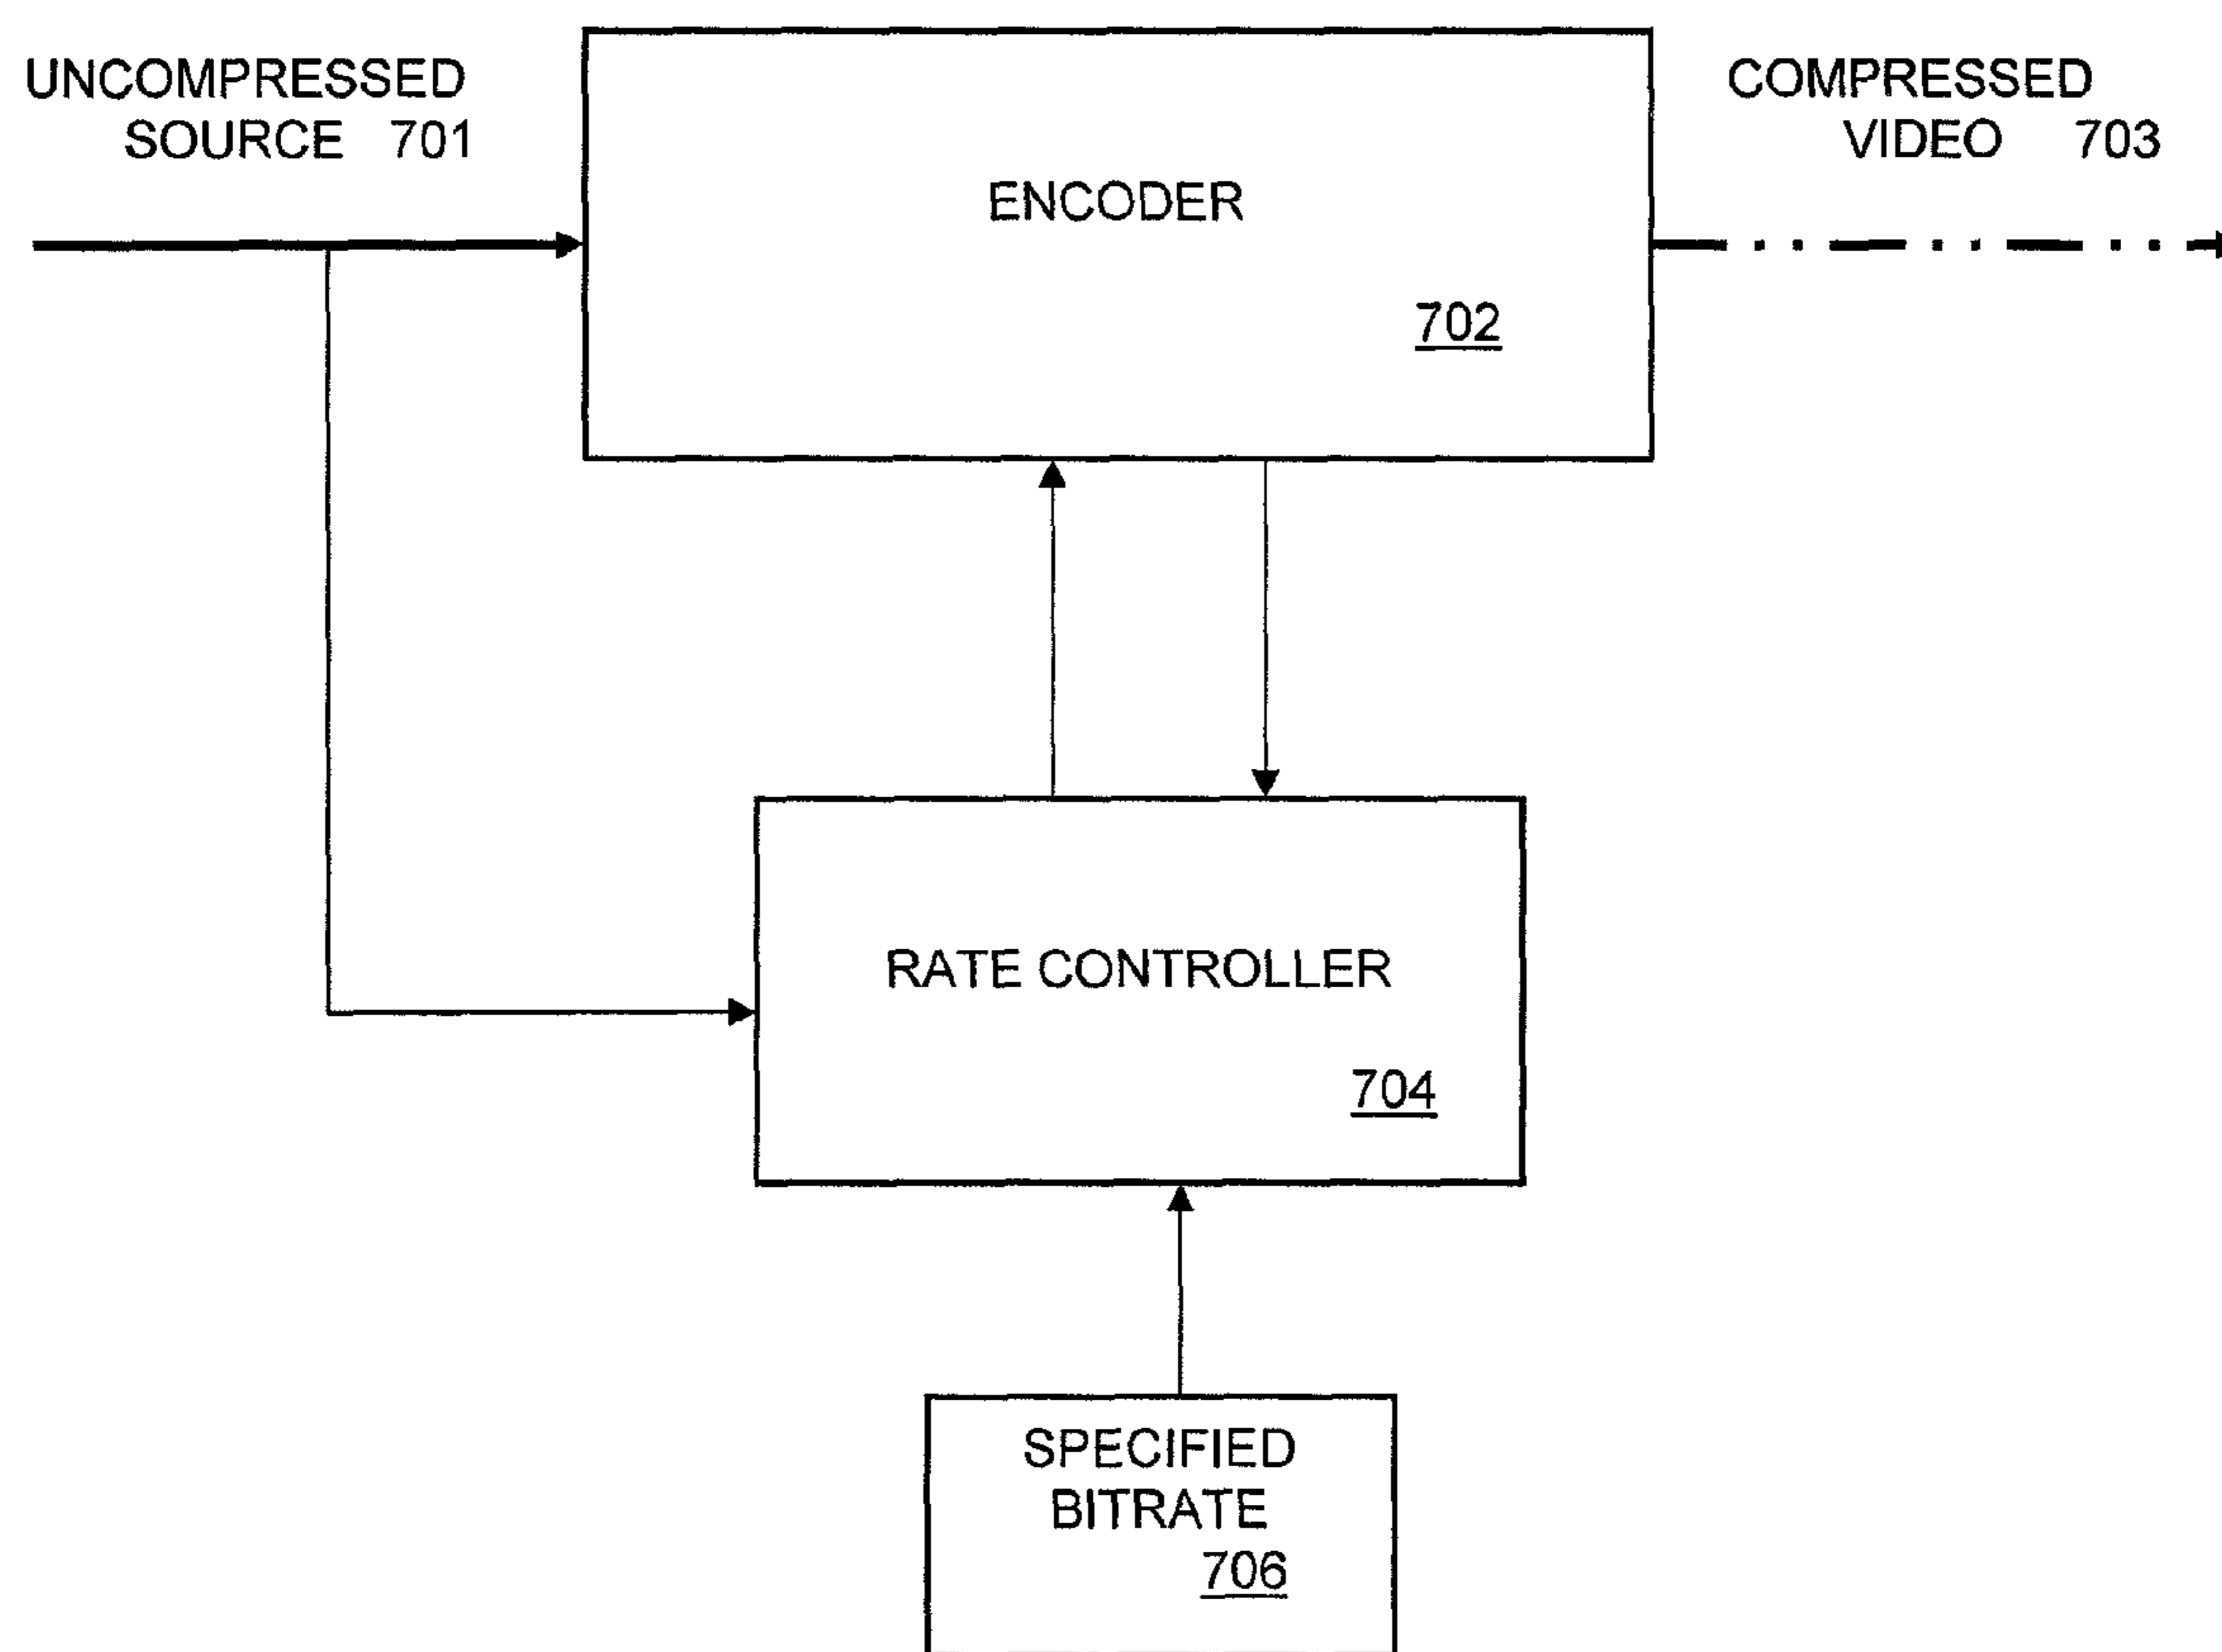 UNCOMPRESSED
SOURCE 701
COMPRESSED
VIDEO 703
ENCODER
702
RATE CONTROLLER
704
SPECIFIED
BITRATE
706